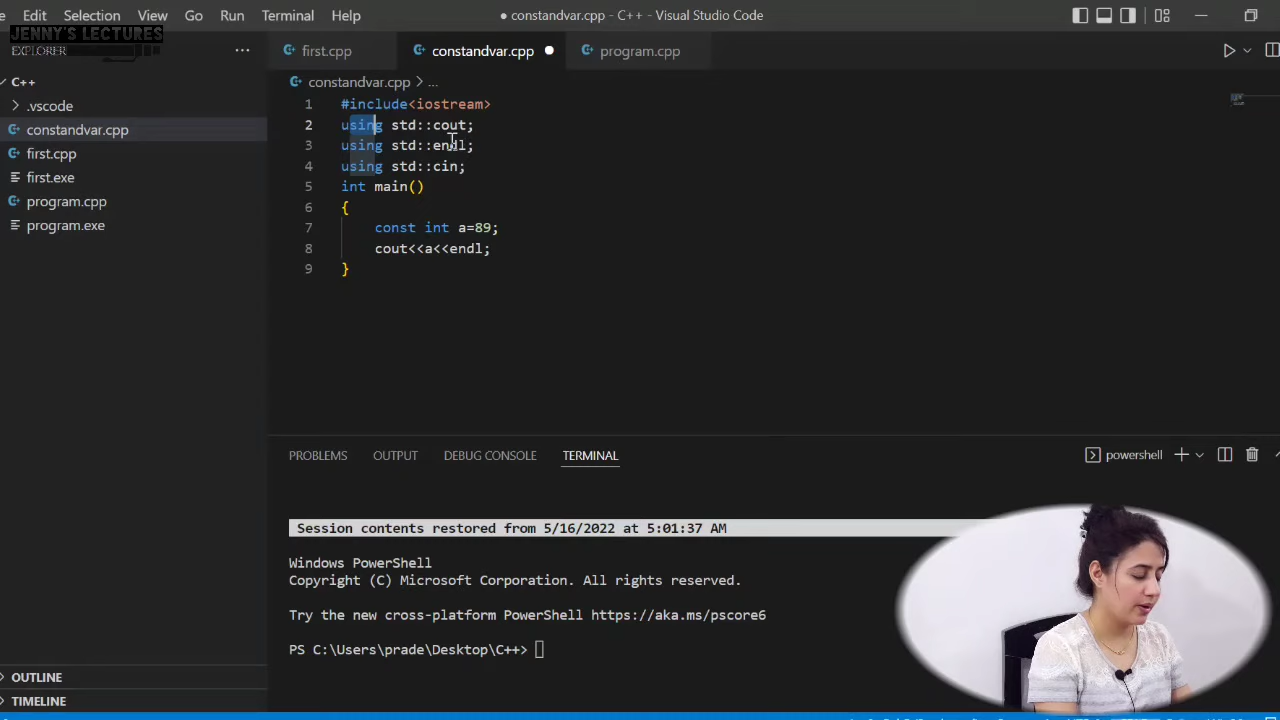 Edit Selection View Go Run Terminal Help ● constandvar.cpp - C++ - Visual Studio Code
JENNY'S LECTURES
EXPLORER ...
first.cpp constandvar.cpp ● program.cpp
C++
constandvar.cpp > ...
> .vscode
constandvar.cpp
first.cpp
first.exe
program.cpp
program.exe
1 #include<iostream>
2 using std::cout;
3 using std::endl;
4 using std::cin;
5 int main()
6 {
7 const int a=89;
8 cout<<a<<endl;
9 }
PROBLEMS OUTPUT DEBUG CONSOLE TERMINAL powershell
Session contents restored from 5/16/2022 at 5:01:37 AM
Windows PowerShell
Copyright (C) Microsoft Corporation. All rights reserved.
Try the new cross-platform PowerShell https://aka.ms/pscore6
PS C:\Users\prade\Desktop\C++>
OUTLINE
TIMELINE